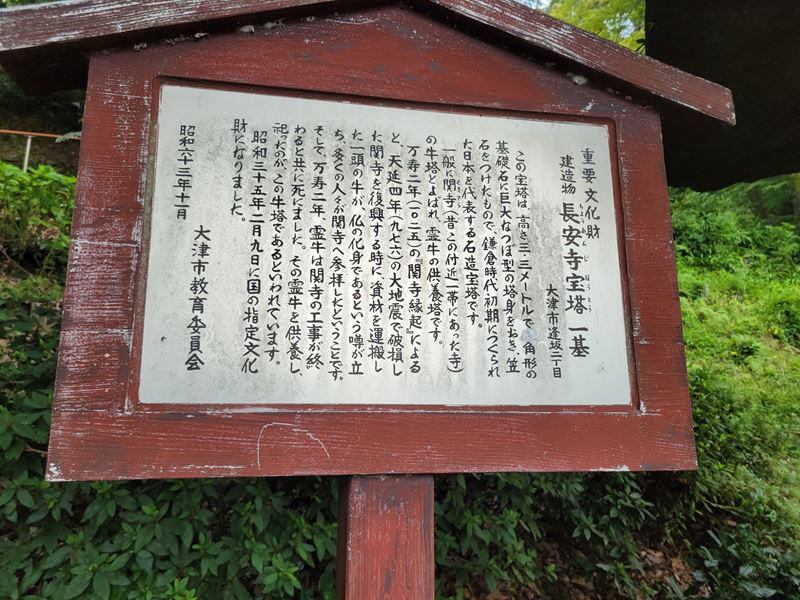 重要文化財
建造物 長安寺宝塔 一基
ちょうあんじほうとう
大津市逢坂二丁目
この宝塔は、高さ三・三メートルで、八角形の
基礎石に巨大なつぼ型の塔身をおき、笠
石をつけたもので、鎌倉時代初期につくられ
た日本を代表する石造宝塔です。
一般に関寺(昔、この付近一帯にあった寺)
の牛塔とよばれ、霊牛の供養塔です。
万寿二年(一〇二五)の『関寺縁起』による
と、天延四年(九七六)の大地震で破損し
た関寺を復興する時に、資材を運搬し
た一頭の牛が、仏の化身であるという噂が立
ち、多くの人々が関寺へ参拝したということです。
そして、万寿二年、霊牛は関寺の工事が終
わると共に死にました。その霊牛を供養し、
祀ったのが、この牛塔であるといわれています。
昭和三十五年二月九日に国の指定文化
財になりました。
大津市教育委員会
昭和六十三年十一月